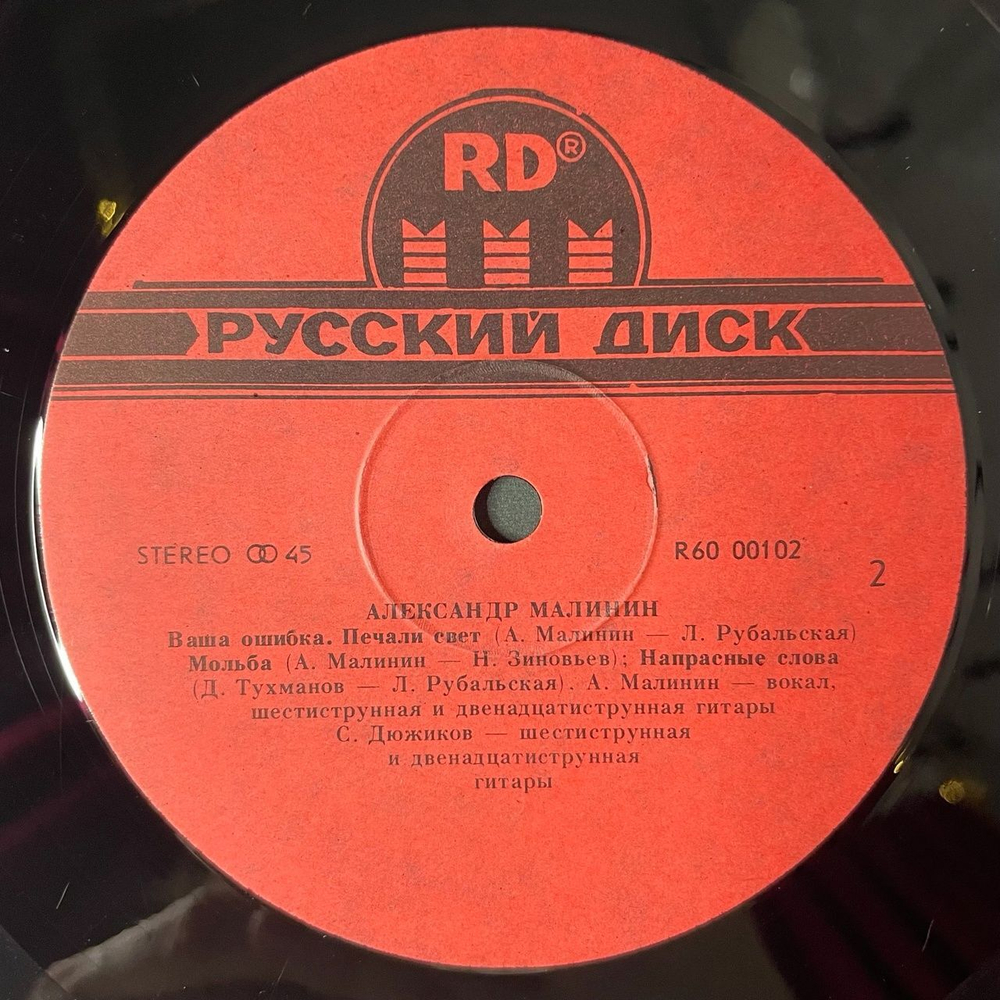 RD®
РУССКИЙ ДИСК
STEREO 45
R60 00102
2
АЛЕКСАНДР МАЛИНИН
Ваша ошибка. Печали свет (А. Малинин — Л. Рубальская)
Мольба (А. Малинин — Н. Зиновьев); Напрасные слова
(Д. Тухманов — Л. Рубальская). А. Малинин — вокал,
шестиструнная и двенадцатиструнная гитары
С. Дюжиков — шестиструнная
и двенадцатиструнная
гитары